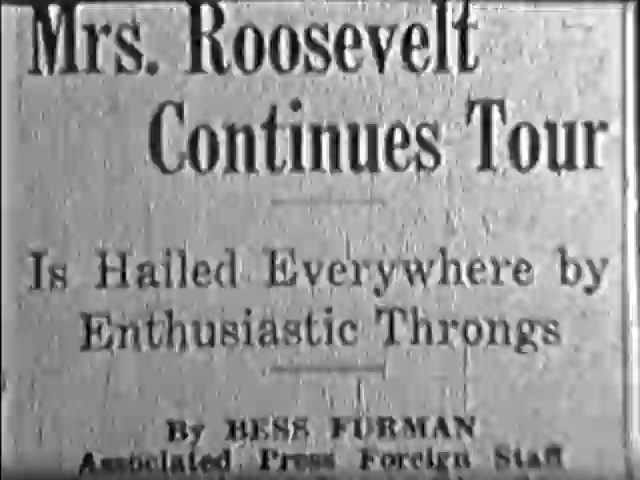 Mrs. Roosevelt
Continues Tour
Is Hailed Everywhere by
Enthusiastic Throngs
By BESS FURMAN
Associated Press Foreign Staff